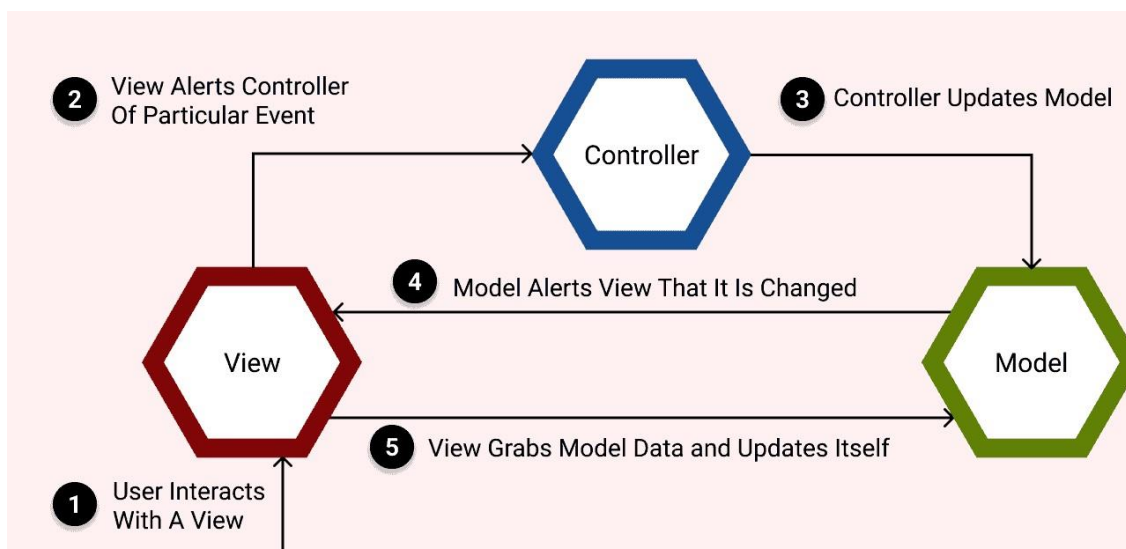 2
View Alerts Controller
Of Particular Event
3
Controller Updates Model
Controller
4
Model Alerts View That It Is Changed
View
Model
5
View Grabs Model Data and Updates Itself
1
User Interacts
With A View